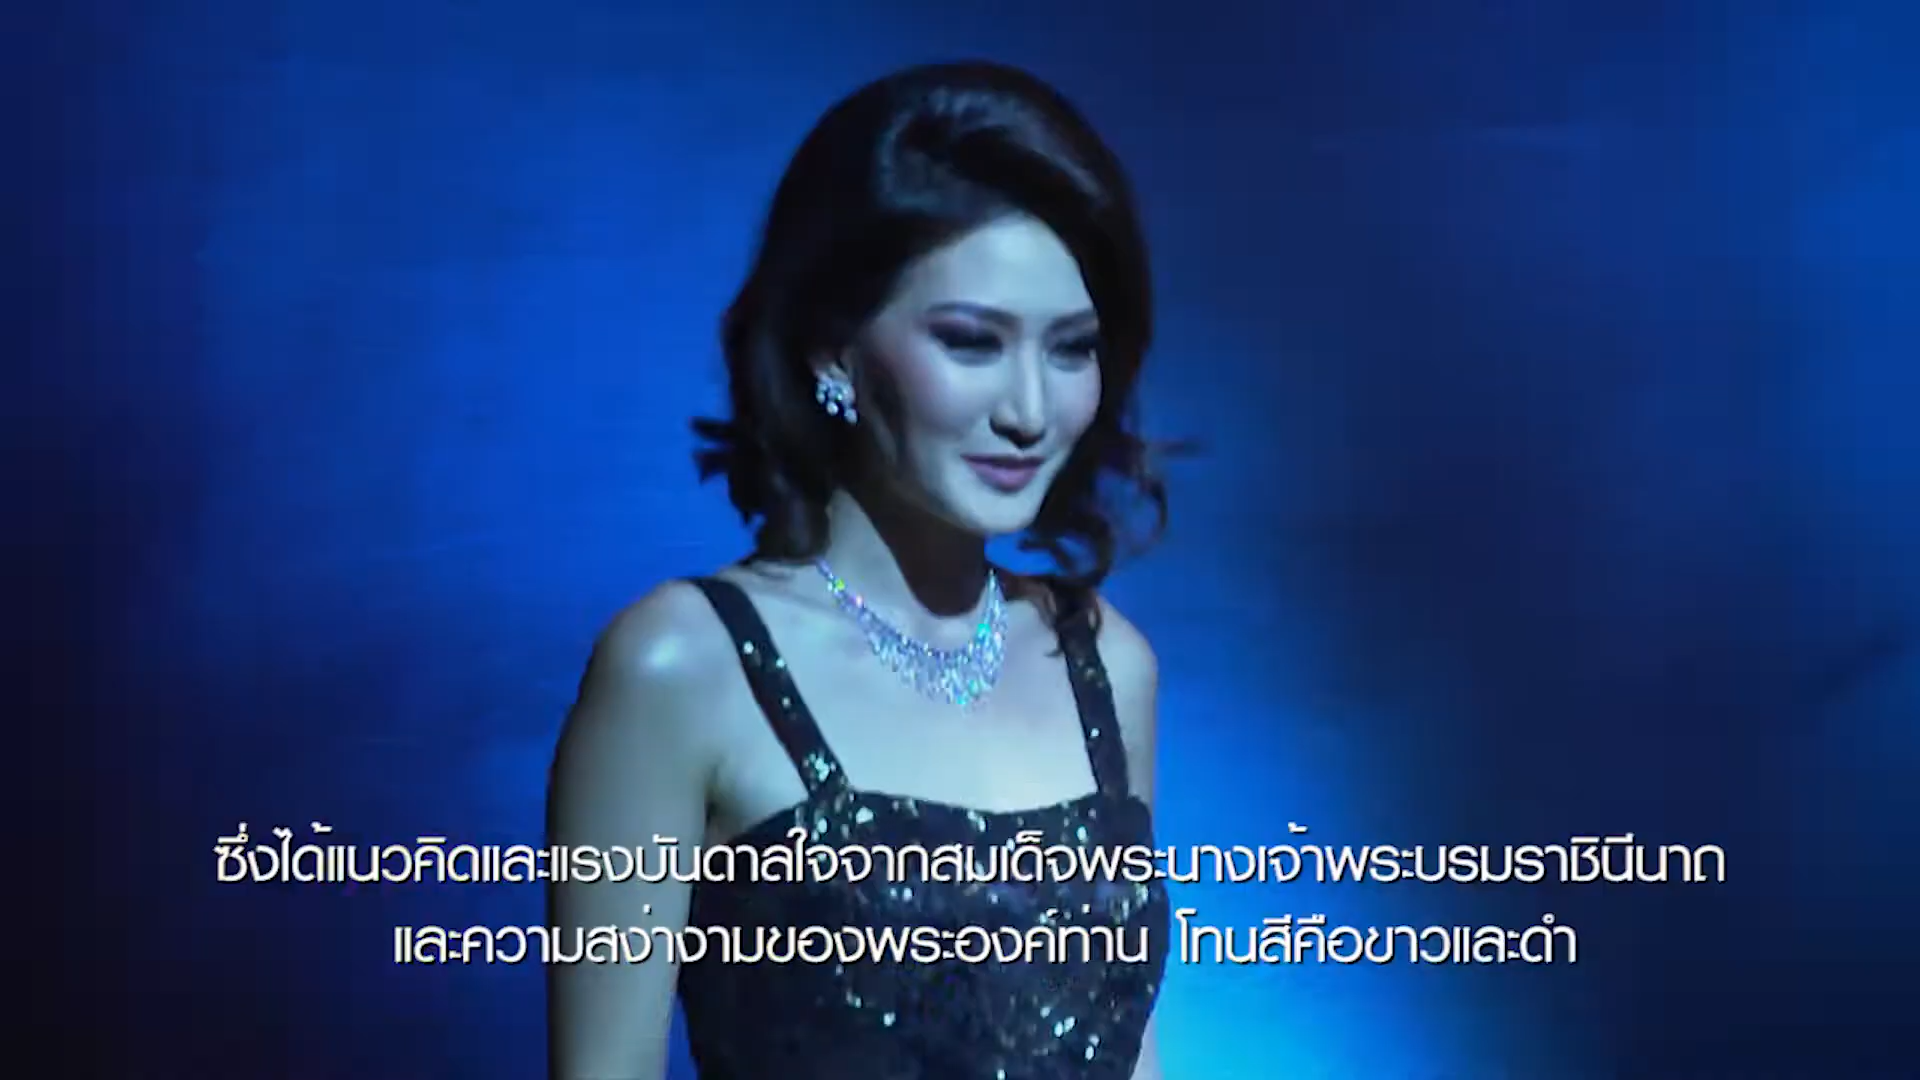 ซึ่งได้แนวคิดและแรงบันดาลใจจากสมเด็จพระนางเจ้าพระบรมราชินีนาถ
และความสง่างามของพระองค์ท่าน โทนสีคือขาวและดำ